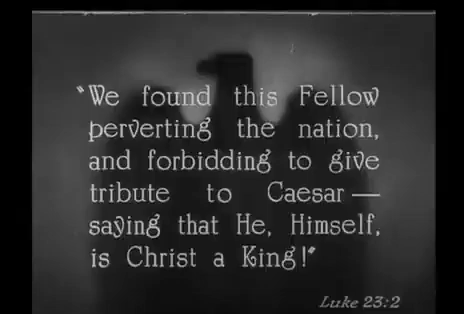 "We found this Fellow
perverting the nation,
and forbidding to give
tribute to Caesar —
saying that He, Himself,
is Christ a King!"
Luke 23:2